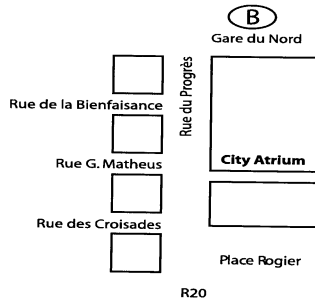 B
Gare du Nord
Rue du Progrès
Rue de la Bienfaisance
City Atrium
Rue G. Matheus
Rue des Croisades
Place Rogier
R20